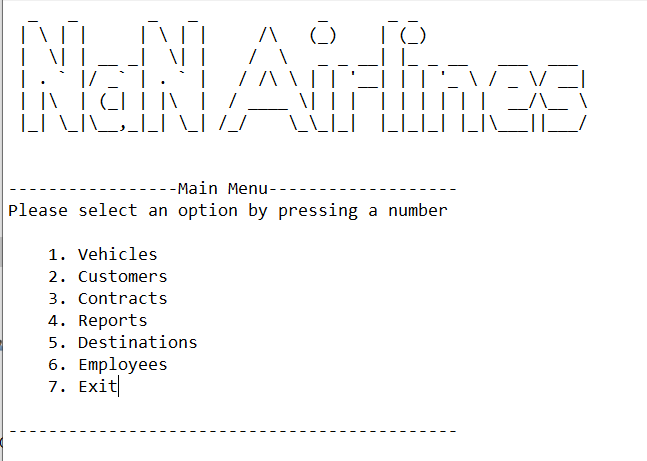 NaN Airlines
-----------------Main Menu-------------------
Please select an option by pressing a number
1. Vehicles
2. Customers
3. Contracts
4. Reports
5. Destinations
6. Employees
7. Exit
---------------------------------------------